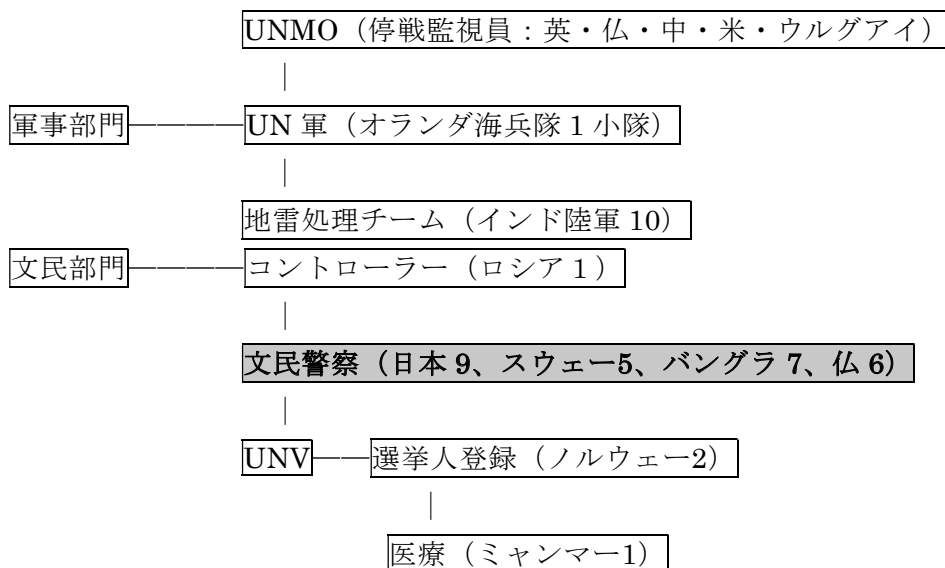 UNMO(停戦監視員:英・仏・中・米・ウルグアイ)
軍事部門 UN 軍(オランダ海兵隊 1 小隊)
地雷処理チーム(インド陸軍 10)
文民部門 コントローラー(ロシア 1)
文民警察(日本 9、スウェー5、バングラ 7、仏 6)
UNV 選挙人登録(ノルウェー2)
医療(ミャンマー1)